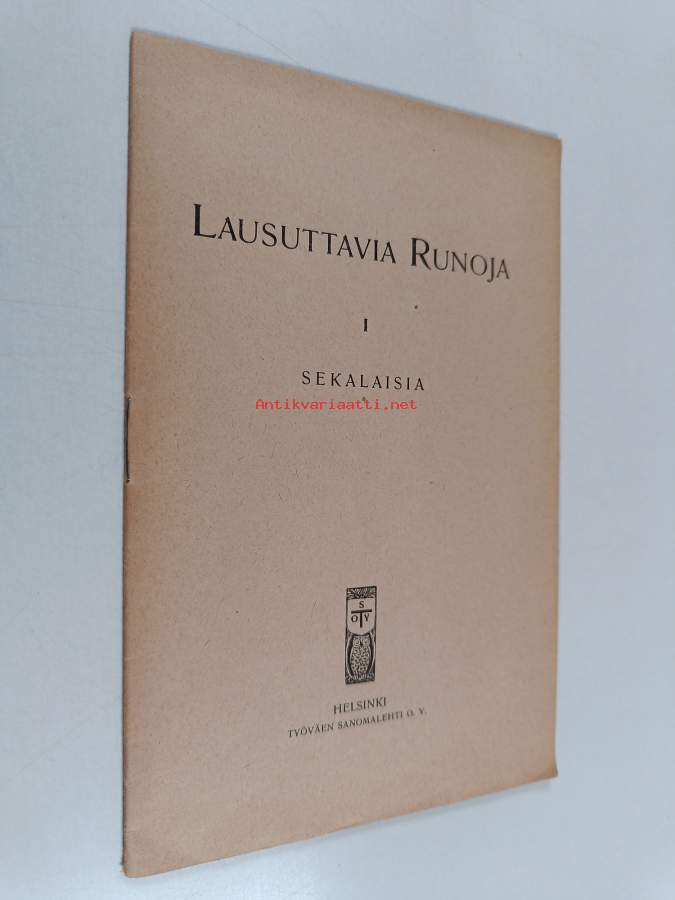 LAUSUTTAVIA RUNOJA
I
SEKALAISIA
Antikvariaatti.net
S
T
O Y
HELSINKI
TYÖVÄEN SANOMALEHTI O. Y.